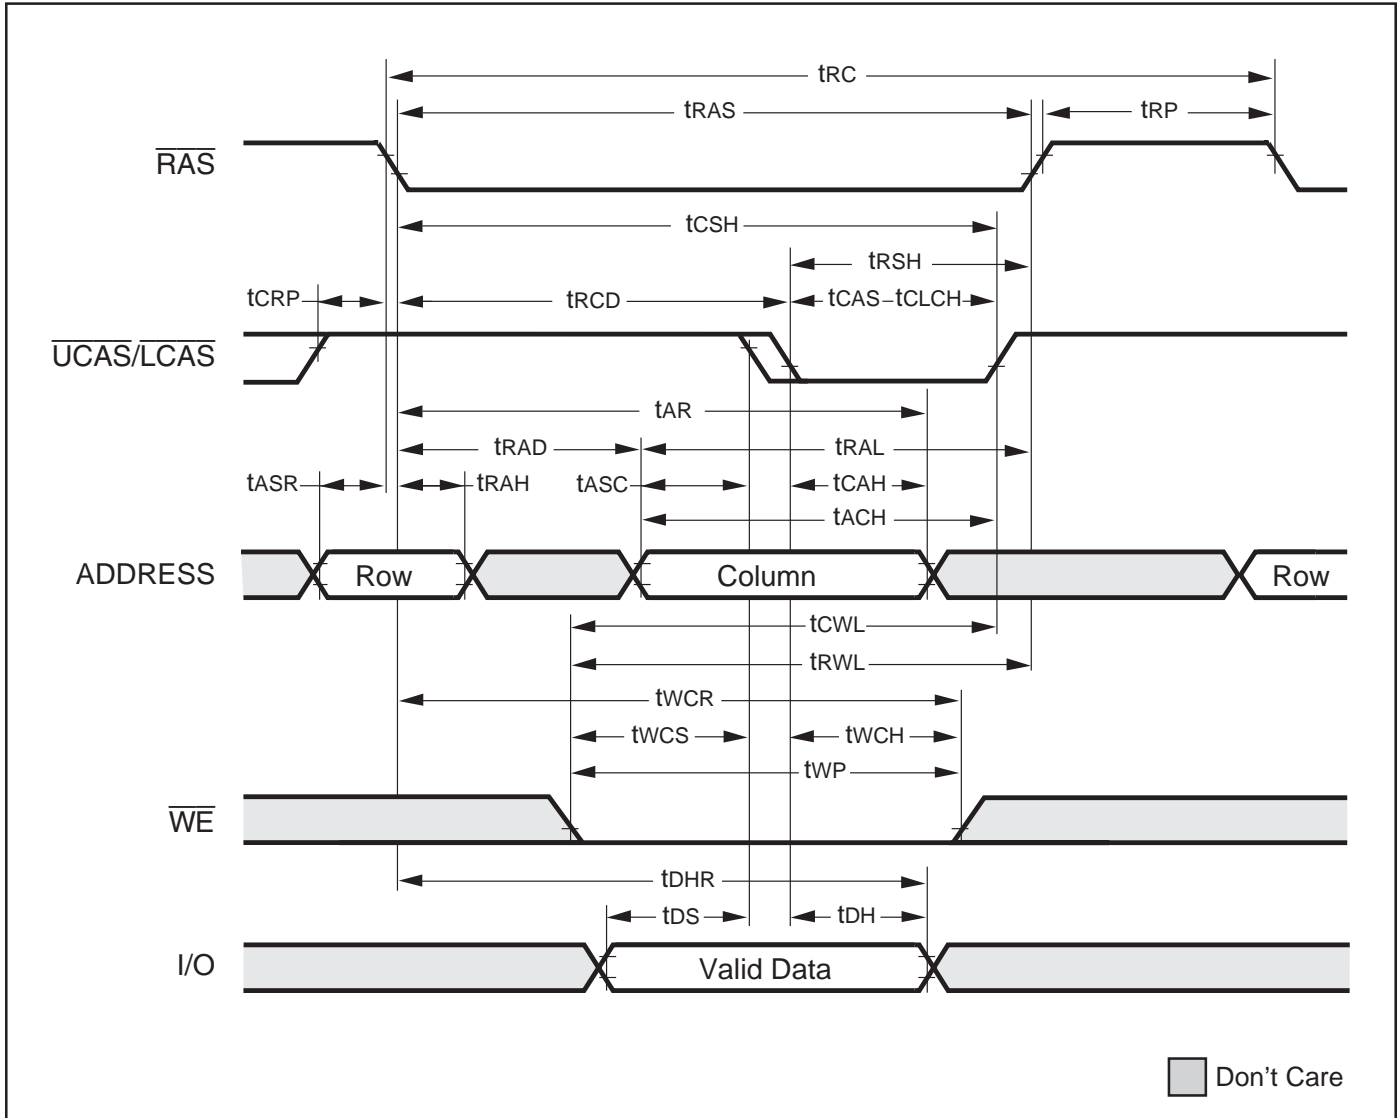 tRC
tRAS
tRP
RAS
tCSH
tRSH
tCRP
tRCD
tCAS
tCLCH
UCAS/LCAS
tAR
tRAD
tRAL
tASR
tRAH
tASC
tCAH
tACH
ADDRESS
Row
Column
Row
tCWL
tRWL
tWCR
tWCS
tWCH
tWP
WE
tDHR
tDS
tDH
I/O
Valid Data
Don't Care